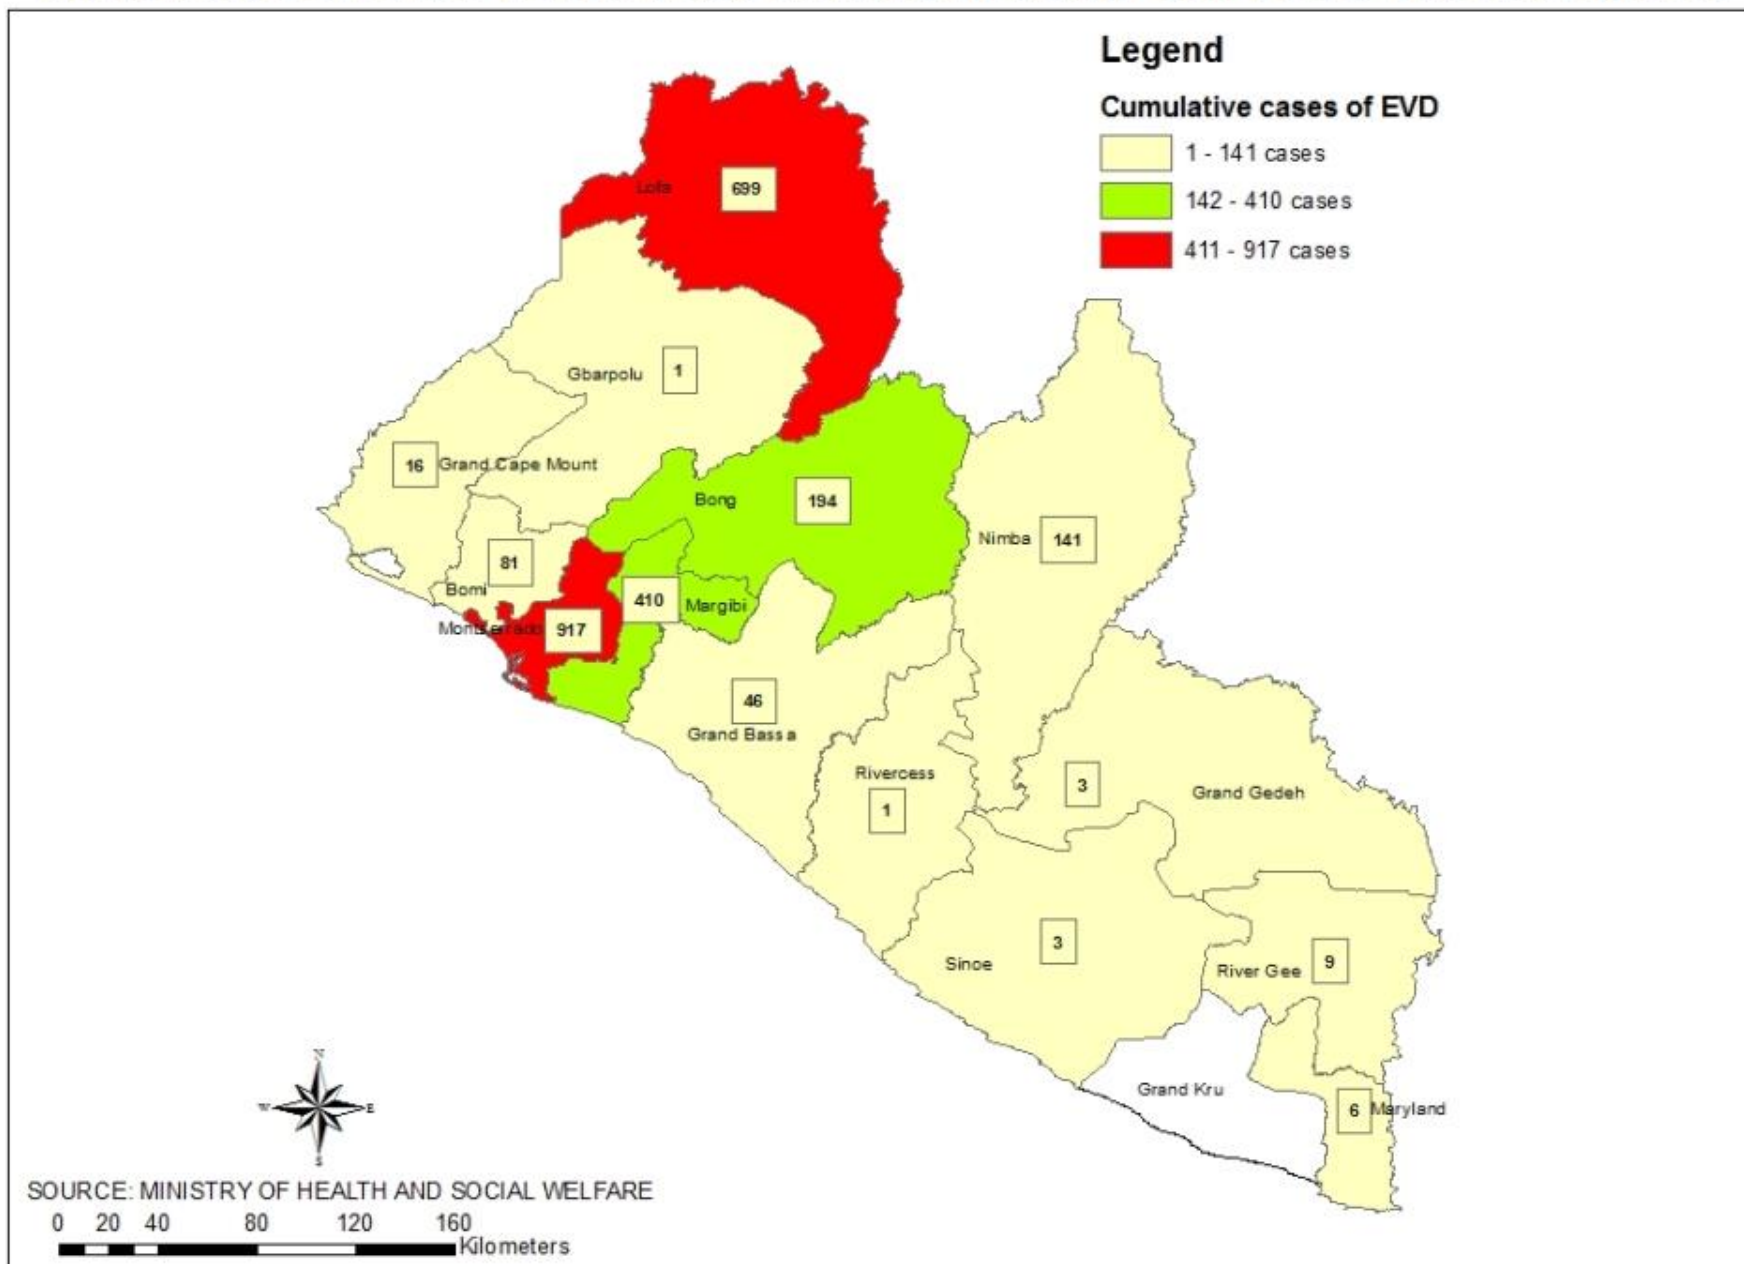 Legend
Cumulative cases of EVD
1 - 141 cases
142 - 410 cases
411 - 917 cases
Lofa
699
Gbarpolu
1
16
Grand Cape Mount
Bong
194
Nimba
141
81
Bomi
410
Margibi
Montserrado
917
46
Grand Bassa
Rivercess
1
3
Grand Gedeh
3
Sinoe
River Gee
9
Grand Kru
6
Maryland
N
W
E
S
SOURCE: MINISTRY OF HEALTH AND SOCIAL WELFARE
0 20 40 80 120 160
Kilometers